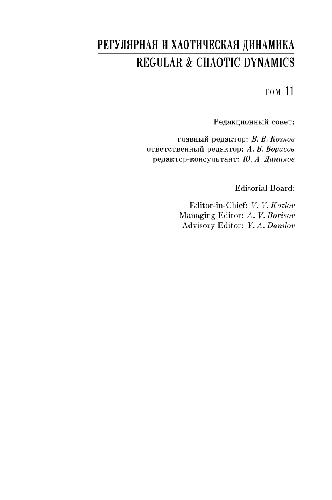 РЕГУЛЯРНАЯ И ХАОТИЧЕСКАЯ ДИНАМИКА
REGULAR & CHAOTIC DYNAMICS
ТОМ 11
Редакционный совет:
главный редактор: В. В. Козлов
ответственный редактор: А. В. Борисов
редактор-консультант: Ю. А. Данилов
Editorial Board:
Editor-in-Chief: V. V. Kozlov
Managing Editor: A. V. Borisov
Advisory Editor: Y. A. Danilov